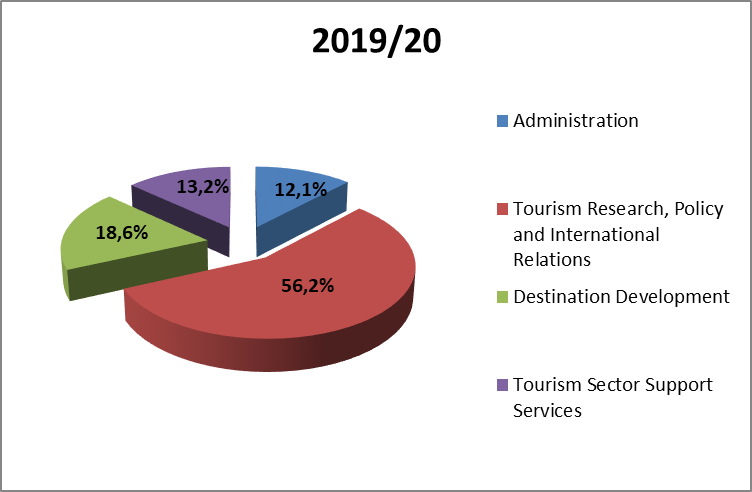 2019/20
Administration
Tourism Research, Policy
and International
Relations
Destination Development
Tourism Sector Support
Services
13,2%
12,1%
18,6%
56,2%